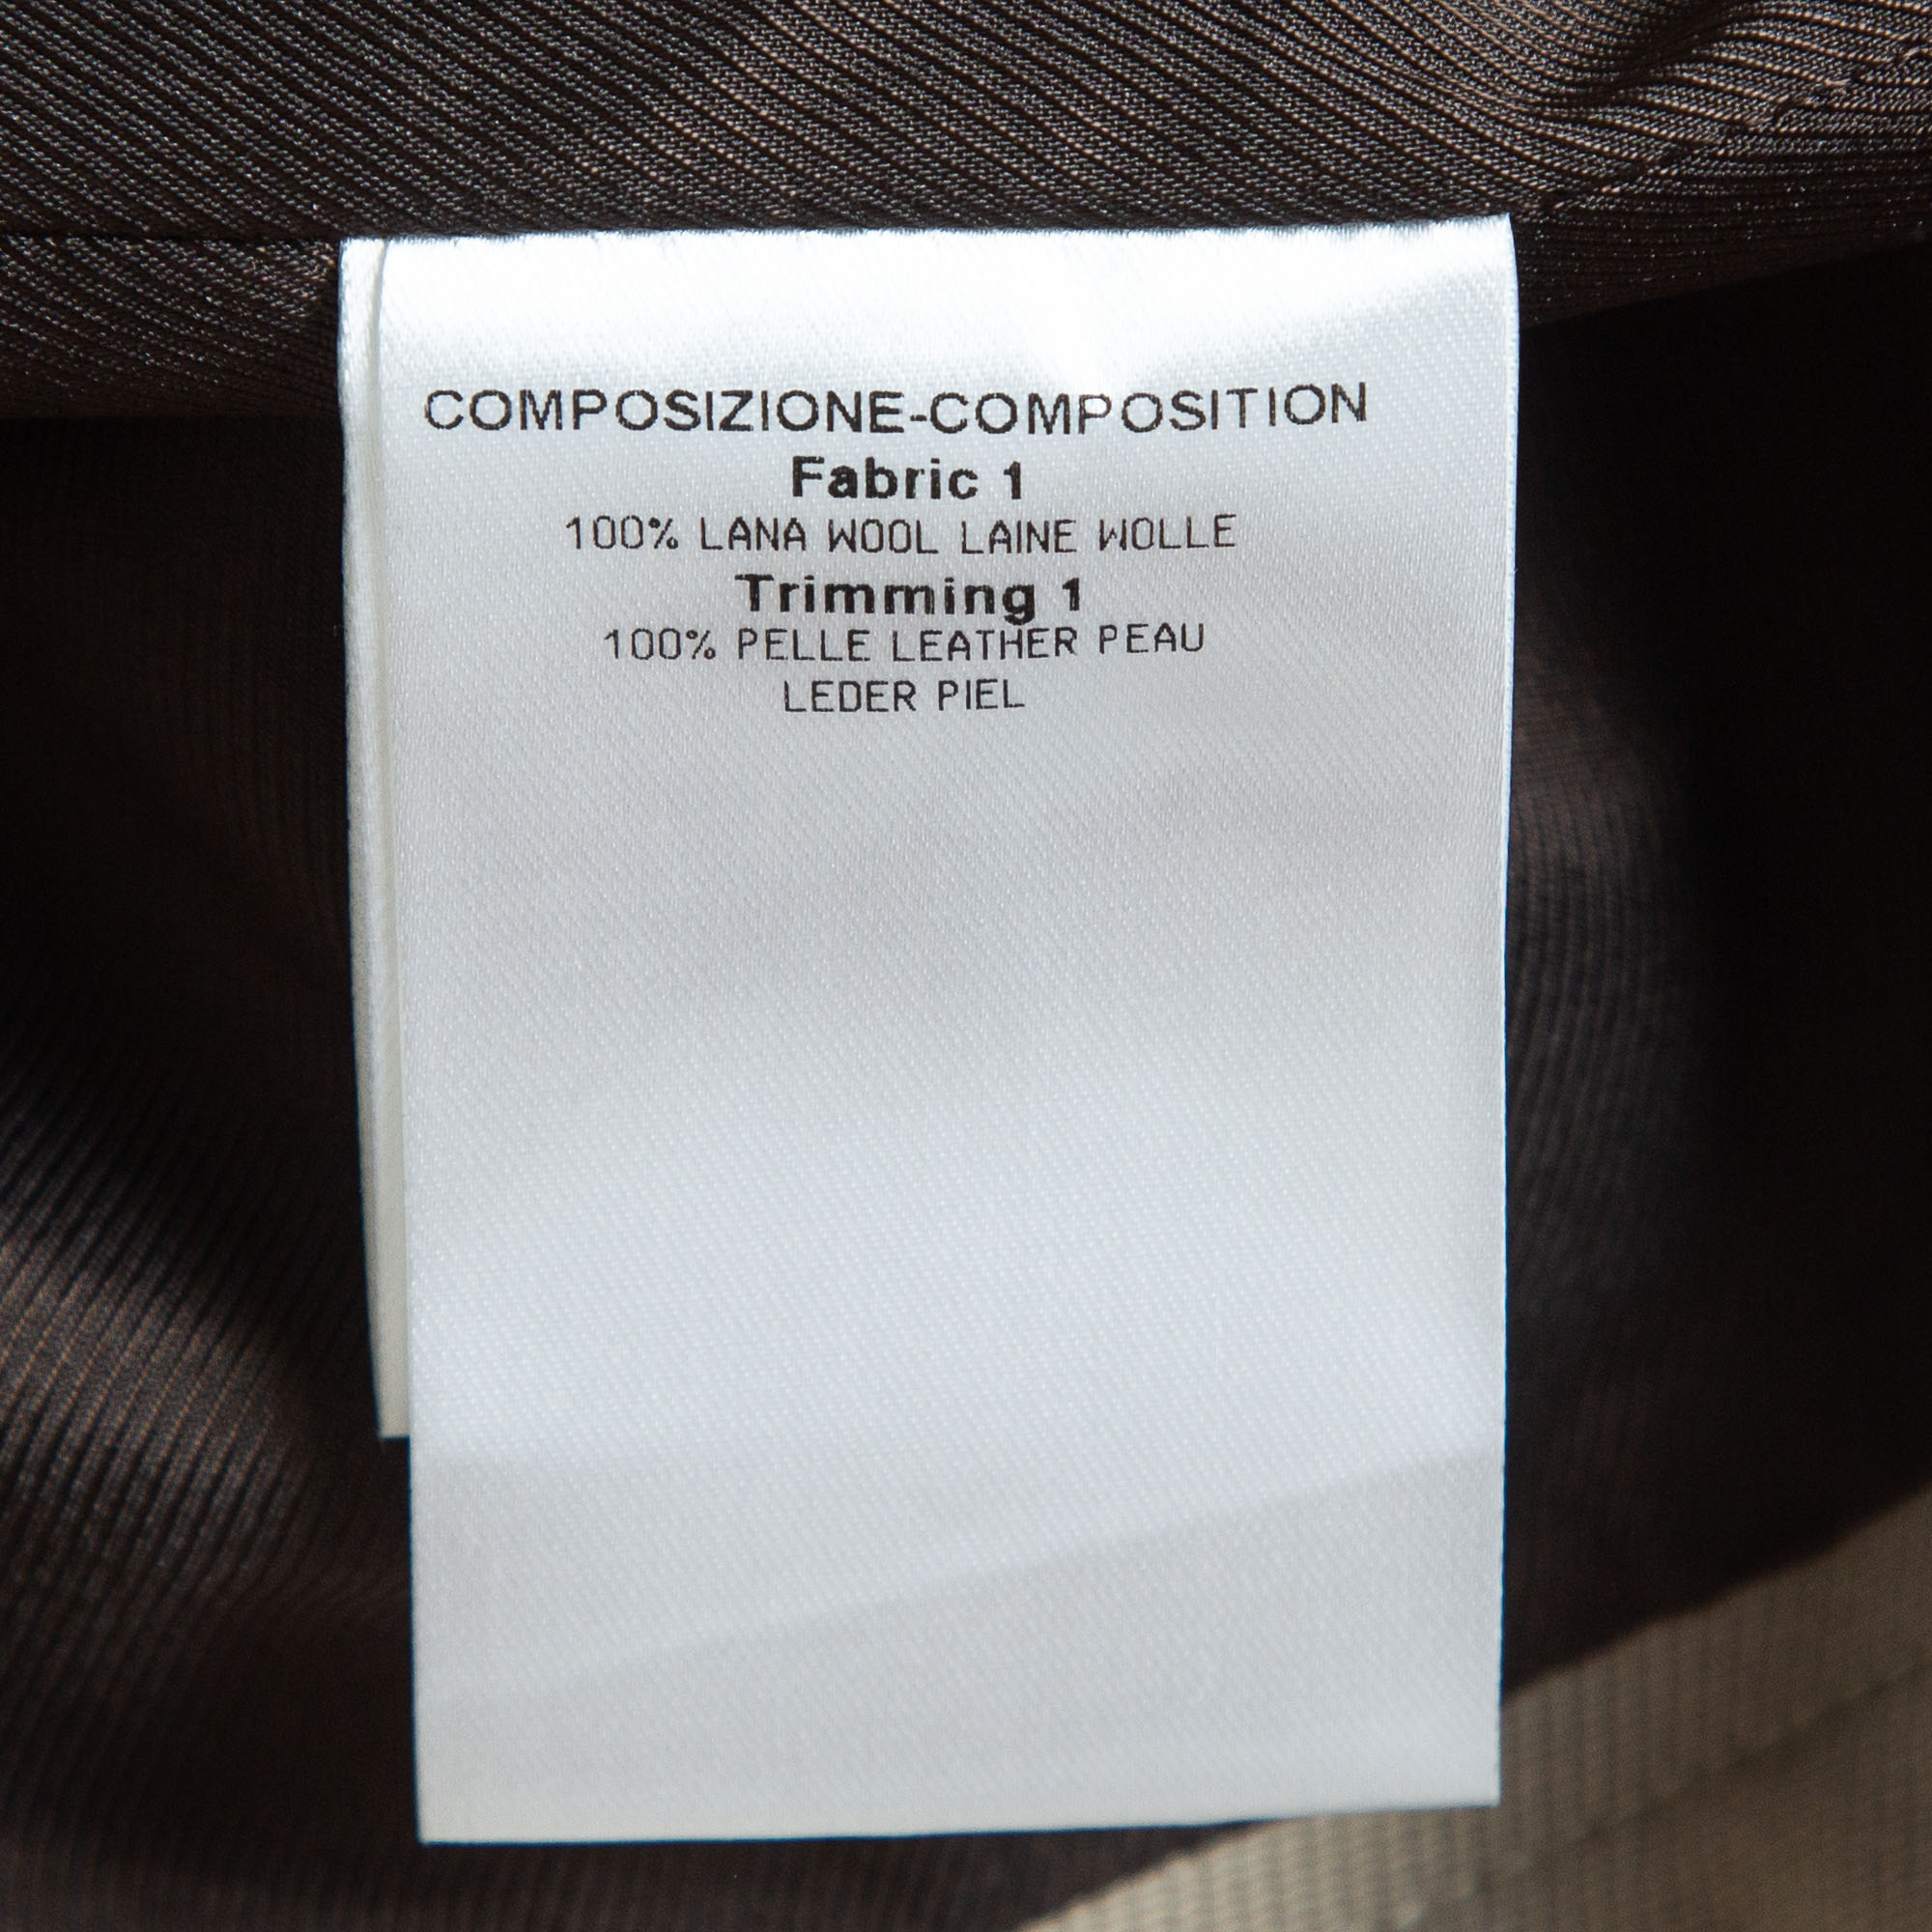 COMPOSIZIONE-COMPOSITION
Fabric 1
100% LANA WOOL LAINE WOLLE
Trimming 1
100% PELLE LEATHER PEAU
LEDER PIEL